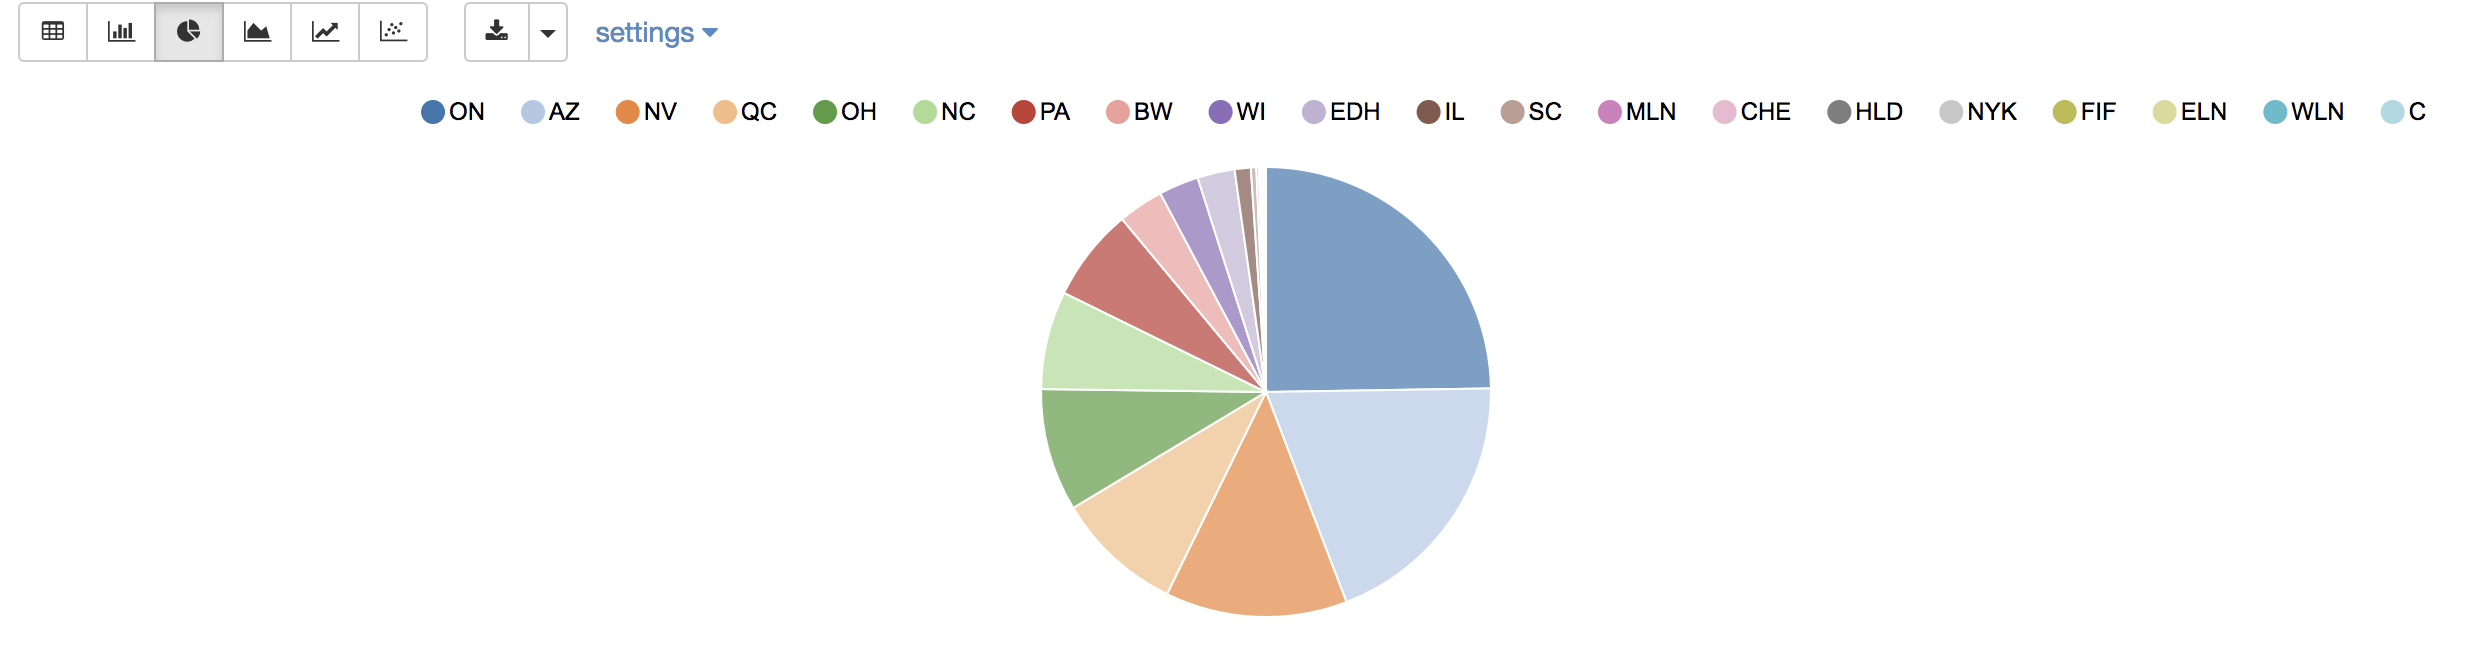 settings
ON AZ NV QC OH NC PA BW WI EDH IL SC MLN CHE HLD NYK FIF ELN WLN C